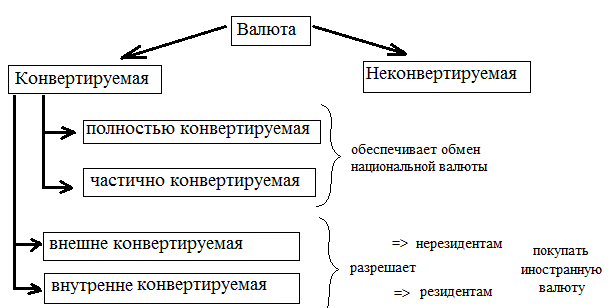 Валюта
Конвертируемая
Неконвертируемая
полностью конвертируемая
частично конвертируемая
обеспечивает обмен
национальной валюты
внешне конвертируемая
внутренне конвертируемая
разрешает
=> нерезидентам
=> резидентам
покупать
иностранную
валюту